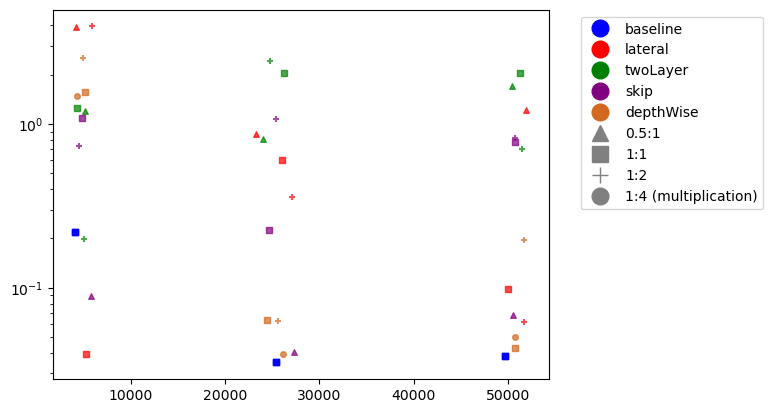 10⁰
10⁻¹
10000 20000 30000 40000 50000
baseline
lateral
twoLayer
skip
depthWise
0.5:1
1:1
1:2
1:4 (multiplication)